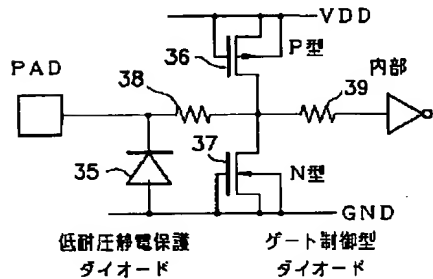 VDD
36
P型
PAD
38
内部
39
37
N型
35
GND
低耐圧静電保護
ダイオード
ゲート制御型
ダイオード